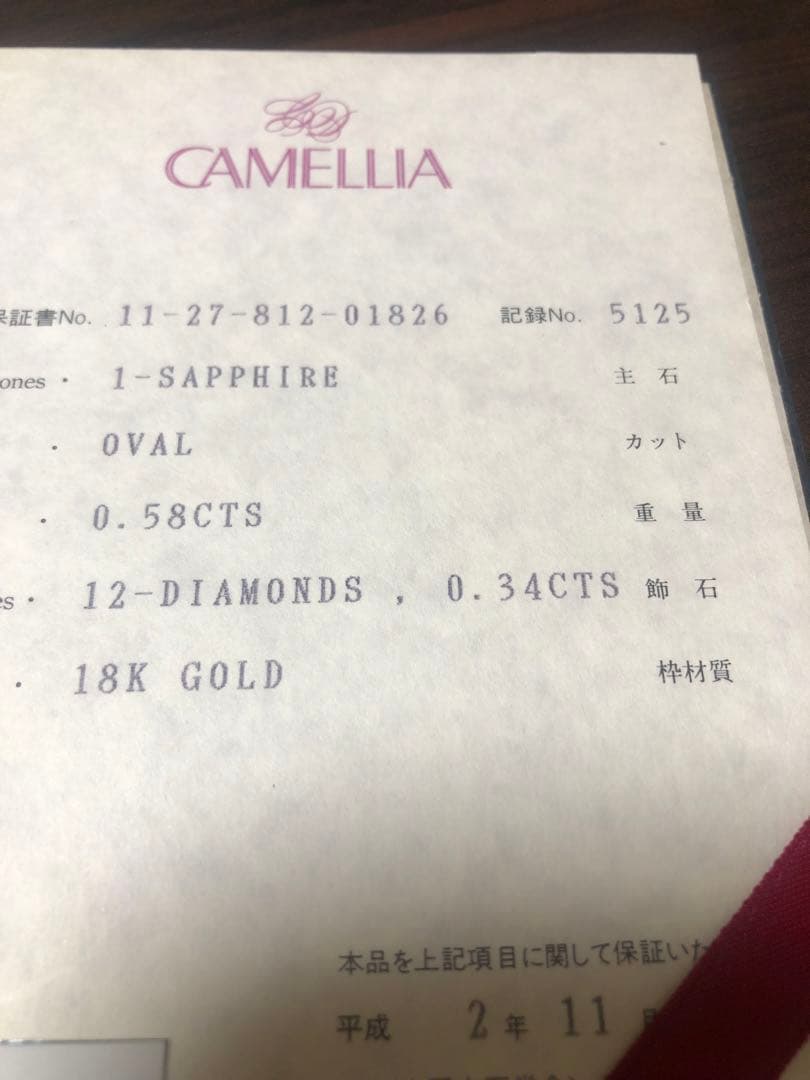 CAMELLIA
保証書No. 11-27-812-01826 記録No. 5125
ones・ 1-SAPPHIRE 主石
・ OVAL カット
・ 0.58CTS 重量
es・ 12-DIAMONDS , 0.34CTS 飾石
・ 18K GOLD 枠材質
本品を上記項目に関して保証いた
平成 2年 11